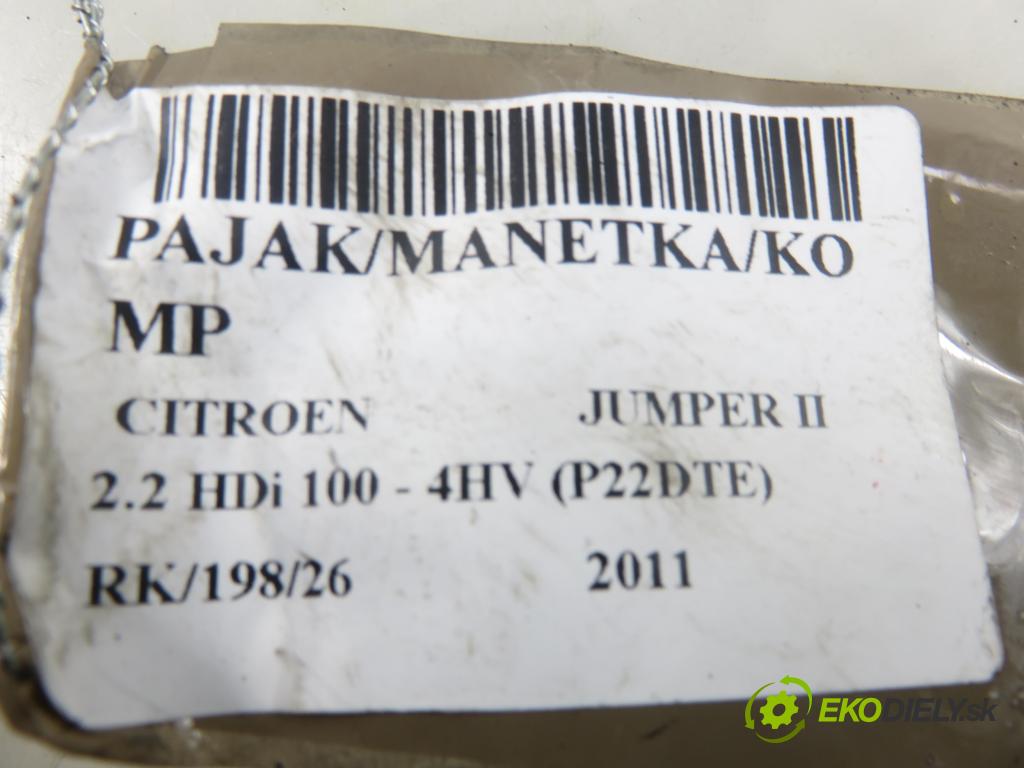 PAJAK/MANETKA/KO
MP
CITROEN JUMPER II
2.2 HDi 100 - 4HV (P22DTE)
RK/198/26 2011
EKODIELY.sk